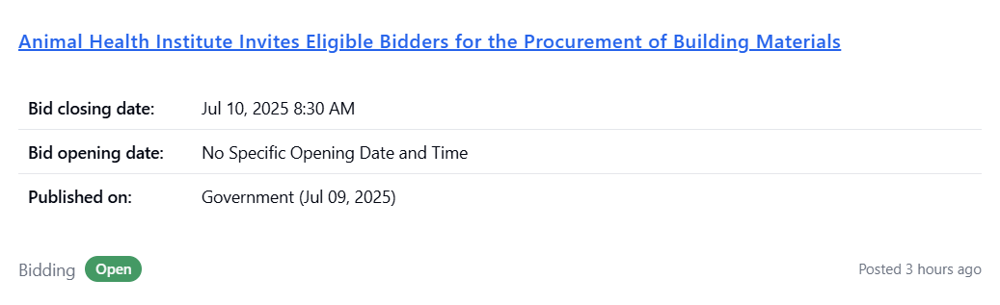 Animal Health Institute Invites Eligible Bidders for the Procurement of Building Materials
Bid closing date: Jul 10, 2025 8:30 AM
Bid opening date: No Specific Opening Date and Time
Published on: Government (Jul 09, 2025)
Bidding Open Posted 3 hours ago